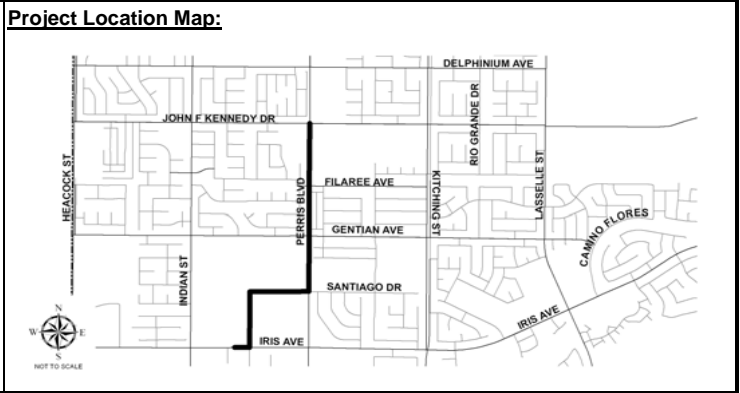 Project Location Map:
DELPHINIUM AVE
RIO GRANDE DR
JOHN F KENNEDY DR
HEACOCK ST
PERRIS BLVD
FILAREE AVE
KITCHING ST
LASSELLE ST
GENTIAN AVE
CAMINO FLORES
INDIAN ST
SANTIAGO DR
IRIS AVE
IRIS AVE
N
W
E
S
NOT TO SCALE